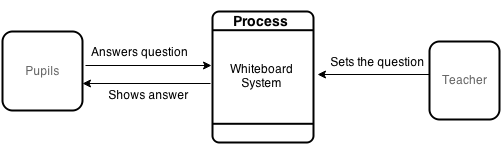 Process
Answers question
Pupils
Whiteboard
System
Shows answer
Sets the question
Teacher